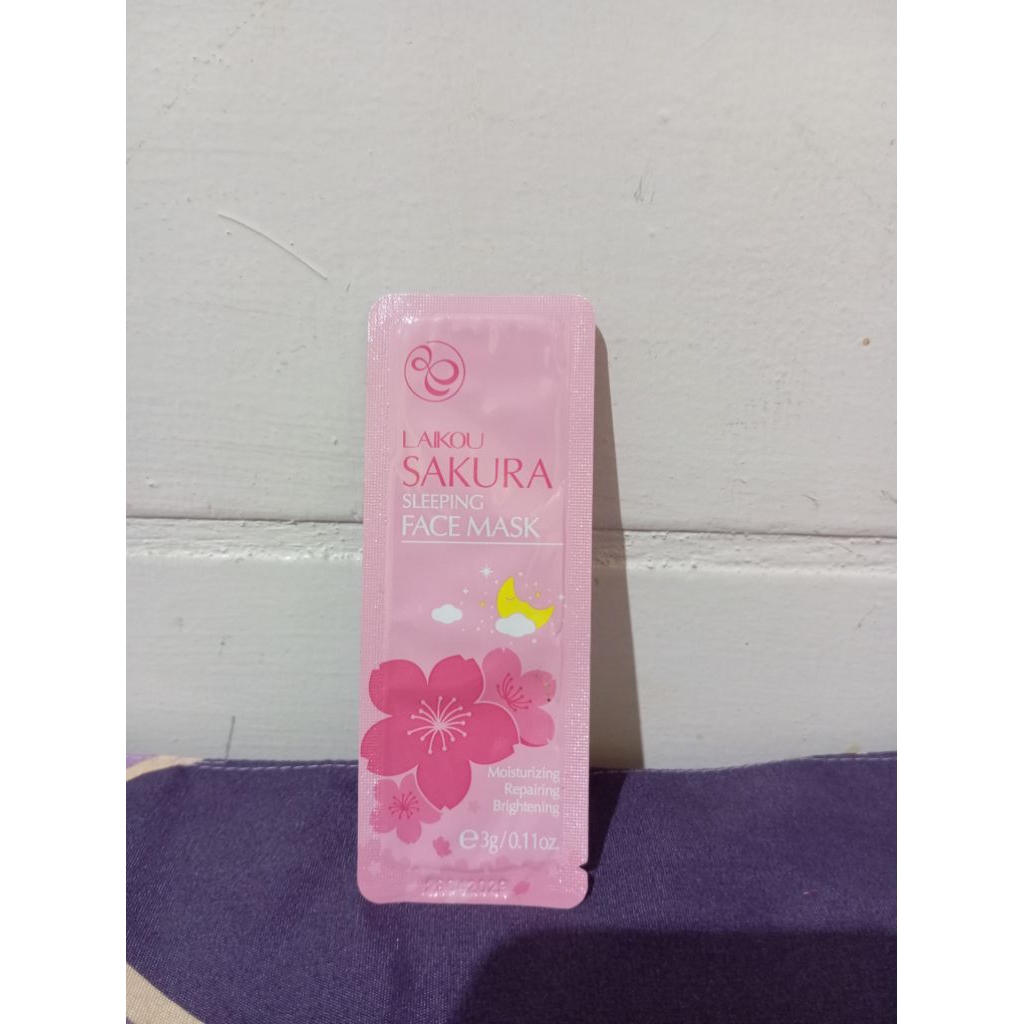 LAIKOU
SAKURA
SLEEPING
FACE MASK
Moisturizing
Repairing
Brightening
℮3g/0.11oz.